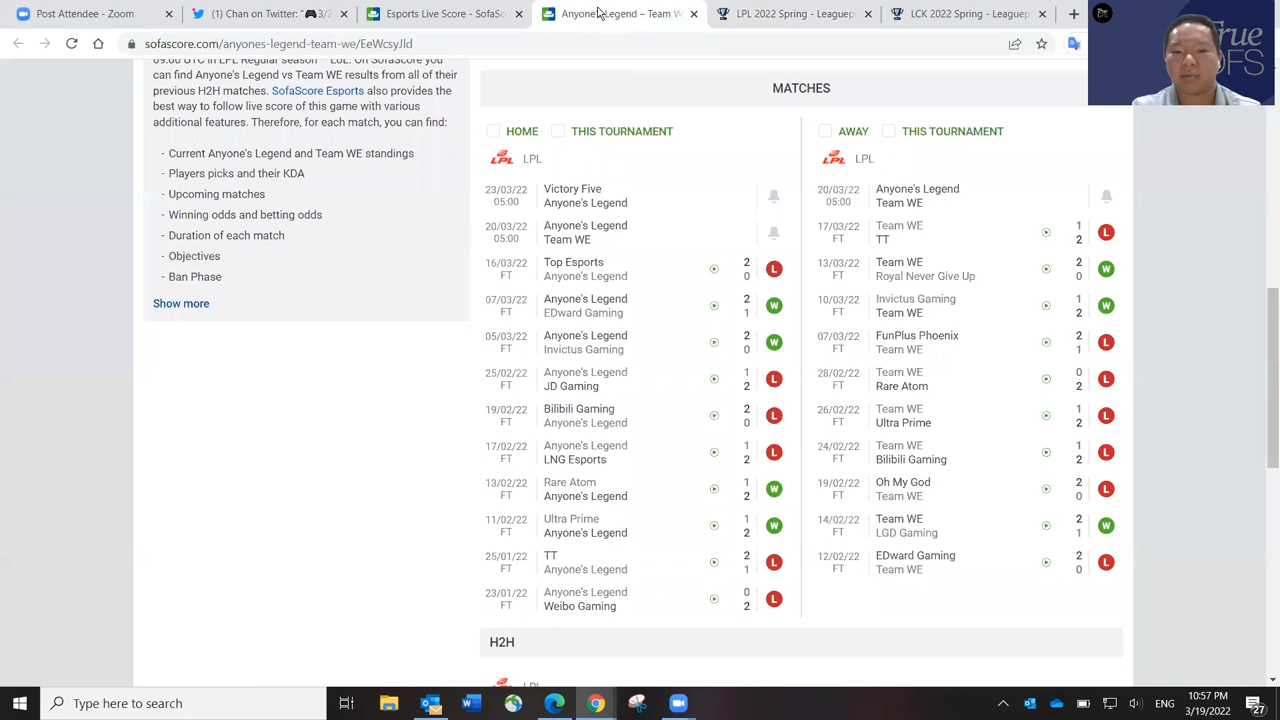 Post Attendee - Zoom
(1) Chan on Twitter: "🎮3/2
Esports Live Score - SofaSc
Anyone's Legend – Team W
LPL 2022 Spring - Leaguep
LCK 2022 Spring - Leaguep
sofascore.com/anyones-legend-team-we/EeWcsyJld
True
DFS
09:00 UTC in LPL Regular season – LoL. On SofaScore you
can find Anyone's Legend vs Team WE results from all of their
previous H2H matches. SofaScore Esports also provides the
best way to follow live score of this game with various
additional features. Therefore, for each match, you can find:
- Current Anyone's Legend and Team WE standings
- Players picks and their KDA
- Upcoming matches
- Winning odds and betting odds
- Duration of each match
- Objectives
- Ban Phase
Show more
MATCHES
HOME THIS TOURNAMENT
LPL LPL
23/03/22 Victory Five
05:00 Anyone's Legend
20/03/22 Anyone's Legend
05:00 Team WE
16/03/22 Top Esports 2
FT Anyone's Legend 0 L
07/03/22 Anyone's Legend 2
FT EDward Gaming 1 W
05/03/22 Anyone's Legend 2
FT Invictus Gaming 0 W
25/02/22 Anyone's Legend 1
FT JD Gaming 2 L
19/02/22 Bilibili Gaming 2
FT Anyone's Legend 0 L
17/02/22 Anyone's Legend 1
FT LNG Esports 2 L
13/02/22 Rare Atom 1
FT Anyone's Legend 2 W
11/02/22 Ultra Prime 1
FT Anyone's Legend 2 W
25/01/22 TT 2
FT Anyone's Legend 1 L
23/01/22 Anyone's Legend 0
FT Weibo Gaming 2 L
AWAY THIS TOURNAMENT
LPL LPL
20/03/22 Anyone's Legend
05:00 Team WE
17/03/22 Team WE 1
FT TT 2 L
13/03/22 Team WE 2
FT Royal Never Give Up 0 W
10/03/22 Invictus Gaming 1
FT Team WE 2 W
07/03/22 FunPlus Phoenix 2
FT Team WE 1 L
28/02/22 Team WE 0
FT Rare Atom 2 L
26/02/22 Team WE 1
FT Ultra Prime 2 L
24/02/22 Team WE 1
FT Bilibili Gaming 2 L
19/02/22 Oh My God 2
FT Team WE 0 L
14/02/22 Team WE 2
FT LGD Gaming 1 W
12/02/22 EDward Gaming 2
FT Team WE 0 L
H2H
LPL
Type here to search
ENG
10:57 PM
3/19/2022
27